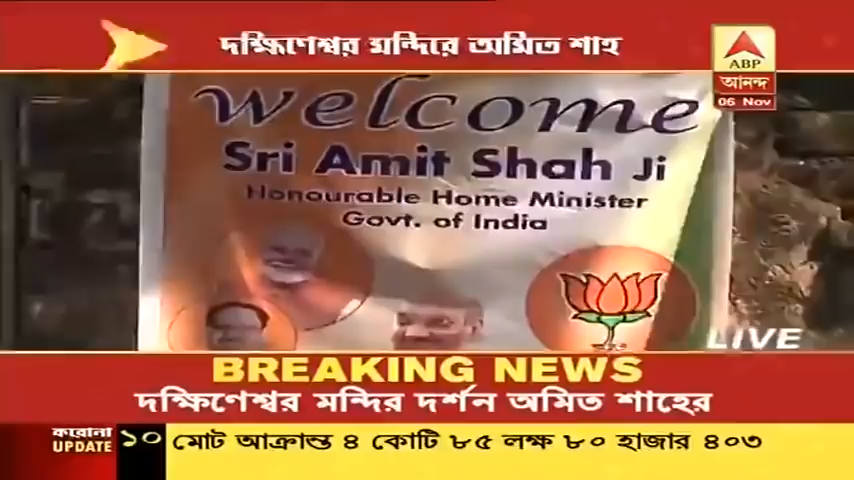 দক্ষিণেশ্বর মন্দিরে অমিত শাহ
ABP
আনন্দ
06 Nov
welcome
Sri Amit Shah Ji
Honourable Home Minister
Govt. of India
LIVE
BREAKING NEWS
দক্ষিণেশ্বর মন্দির দর্শন অমিত শাহের
করোনা
UPDATE
১০
মোট আক্রান্ত ৪ কোটি ৮৫ লক্ষ ৮০ হাজার ৪০৩